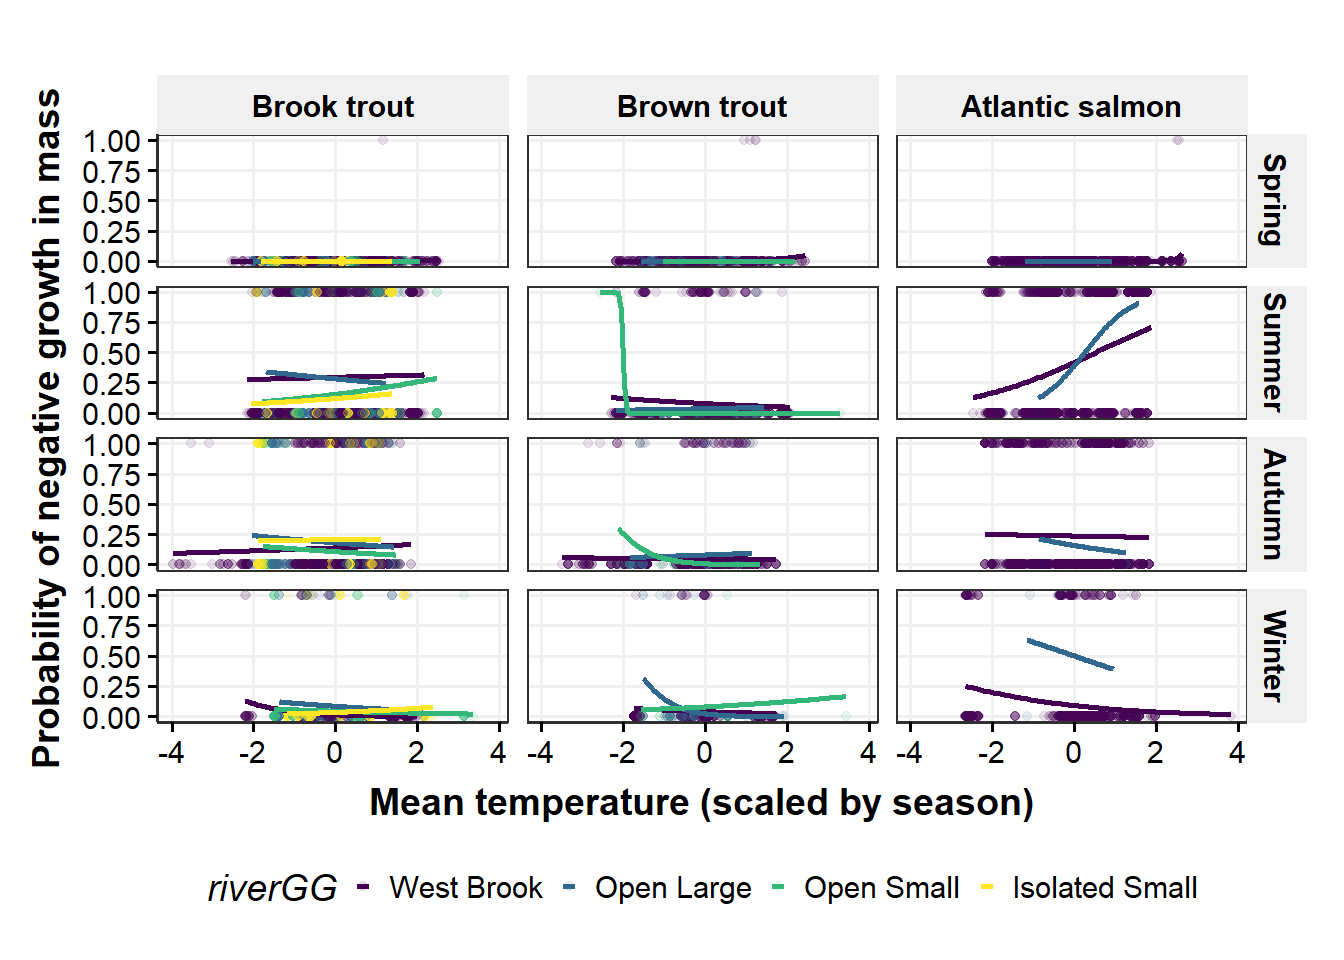 Brook trout Brown trout Atlantic salmon
Probability of negative growth in mass
1.00
0.75
0.50
0.25
0.00
Spring
1.00
0.75
0.50
0.25
0.00
Summer
1.00
0.75
0.50
0.25
0.00
Autumn
1.00
0.75
0.50
0.25
0.00
Winter
-4 -2 0 2 4 -4 -2 0 2 4 -4 -2 0 2 4
Mean temperature (scaled by season)
riverGG West Brook Open Large Open Small Isolated Small